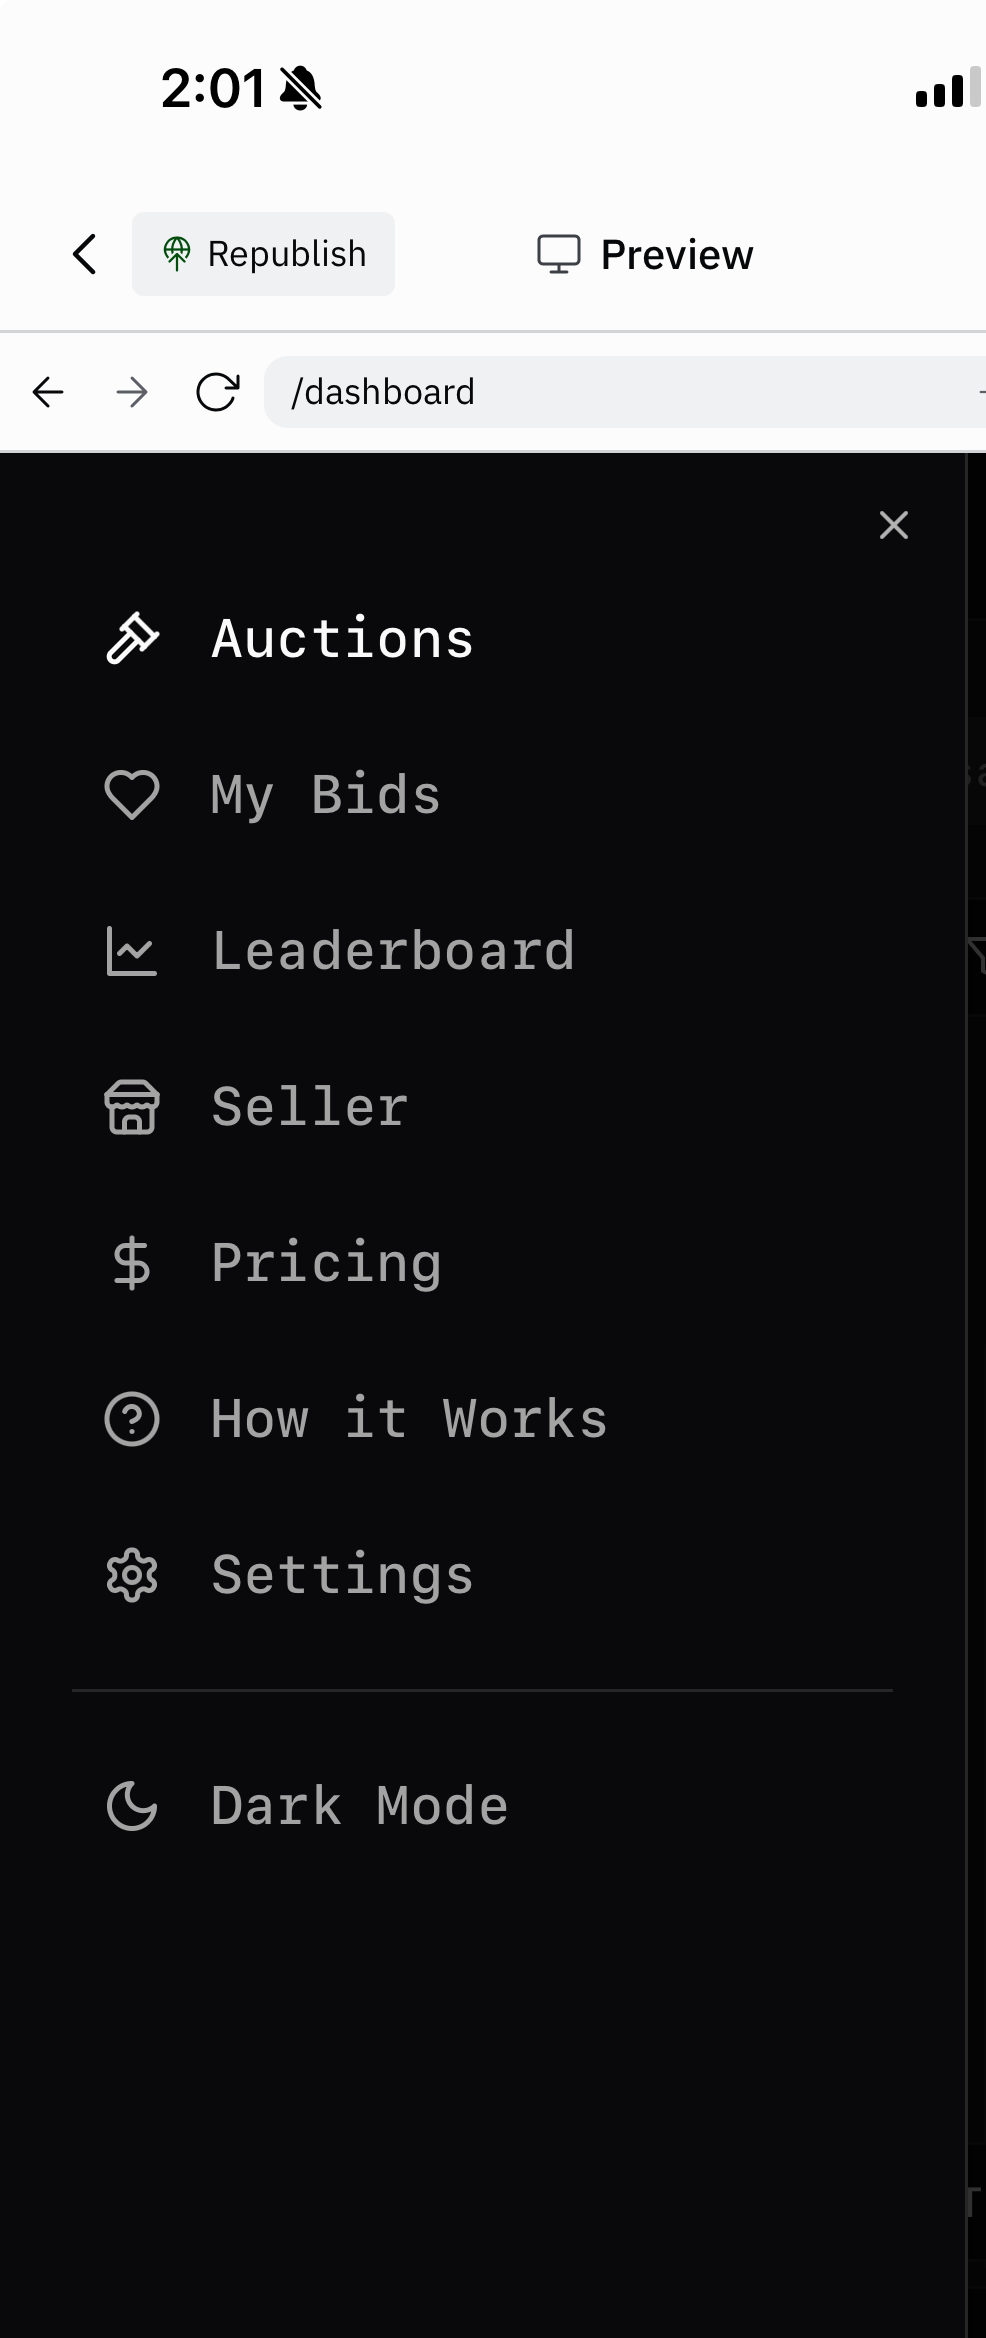 2:01
Republish
Preview
/dashboard
Auctions
My Bids
Leaderboard
Seller
Pricing
How it Works
Settings
Dark Mode